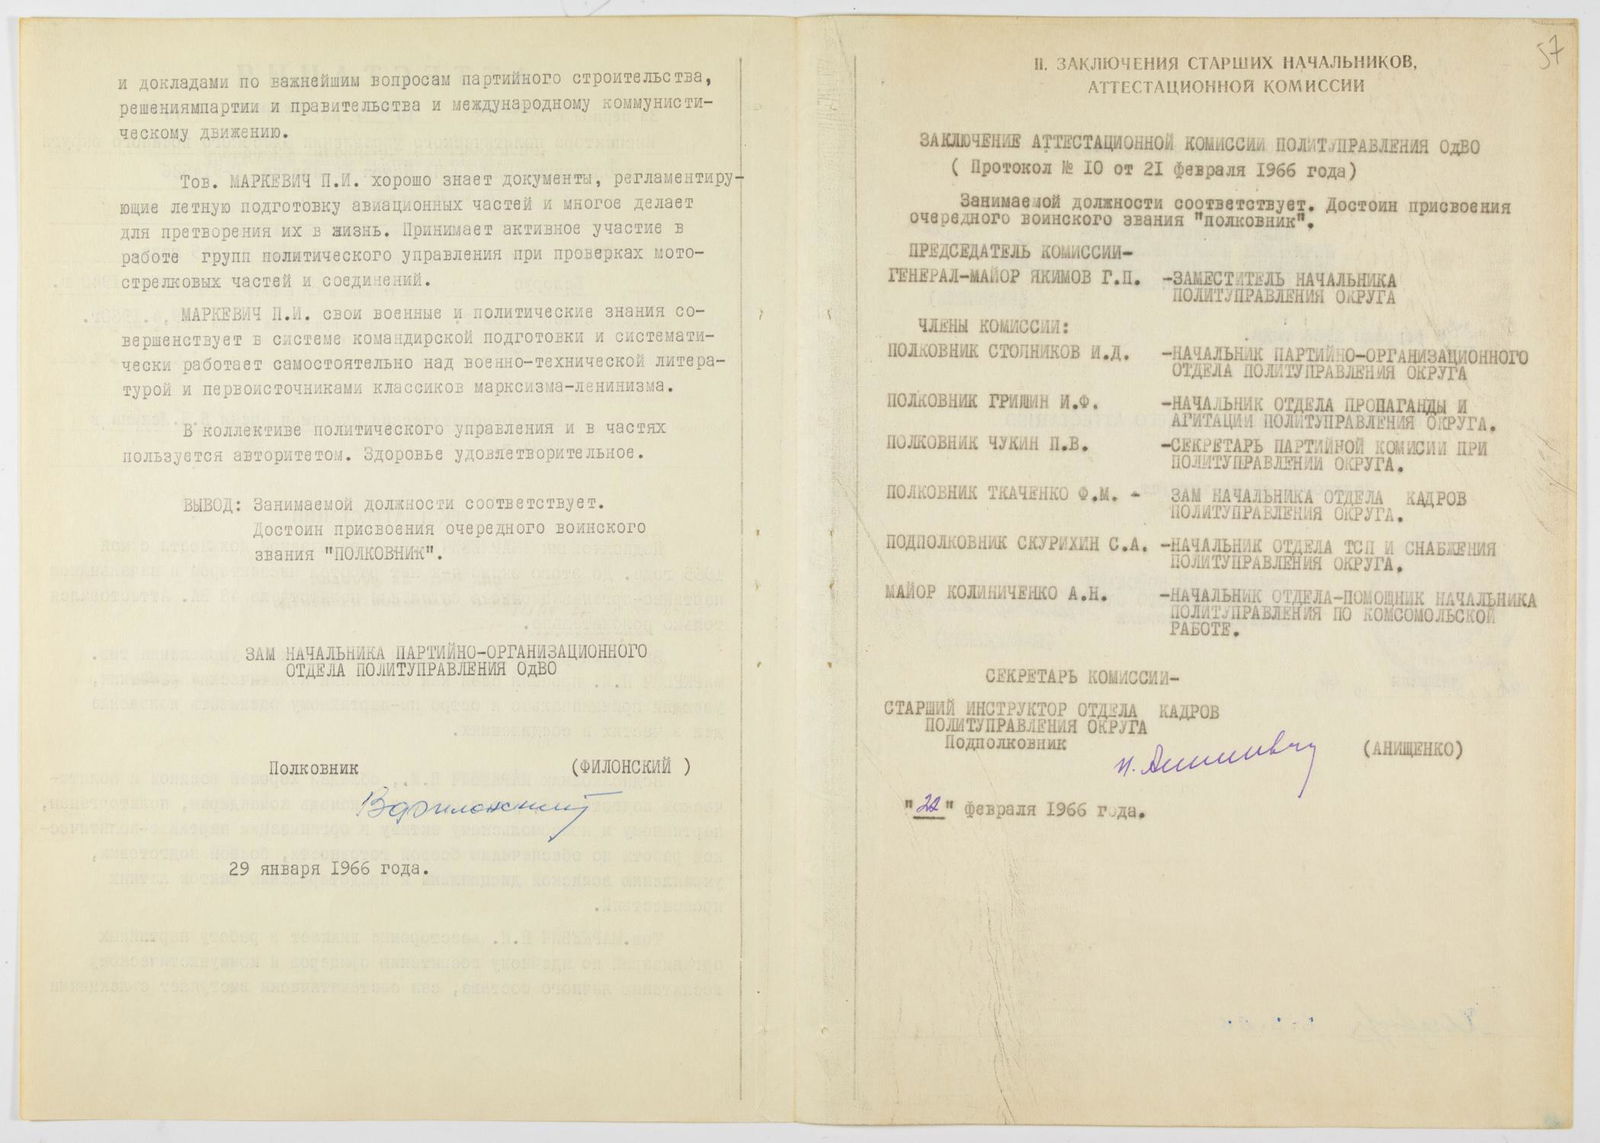 и докладами по важнейшим вопросам партийного строительства,
решениямпартии и правительства и международному коммунисти-
ческому движению.
Тов. МАРКЕВИЧ П.И. хорошо знает документы, регламентиру-
ющие летную подготовку авиационных частей и многое делает
для претворения их в жизнь. Принимает активное участие в
работе групп политического управления при проверках мото-
стрелковых частей и соединений.
МАРКЕВИЧ П.И. свои военные и политические знания со-
вершенствует в системе командирской подготовки и системати-
чески работает самостоятельно над военно-технической литера-
турой и первоисточниками классиков марксизма-ленинизма.
В коллективе политического управления и в частях
пользуется авторитетом. Здоровье удовлетворительное.
ВЫВОД: Занимаемой должности соответствует.
Достоин присвоения очередного воинского
звания "ПОЛКОВНИК".
ЗАМ НАЧАЛЬНИКА ПАРТИЙНО-ОРГАНИЗАЦИОННОГО
ОТДЕЛА ПОЛИТУПРАВЛЕНИЯ ОдВО
Полковник (ФИЛОНСКИЙ )
ВФилонский
29 января 1966 года.
57
II. ЗАКЛЮЧЕНИЯ СТАРШИХ НАЧАЛЬНИКОВ,
АТТЕСТАЦИОННОЙ КОМИССИИ
ЗАКЛЮЧЕНИЕ АТТЕСТАЦИОННОЙ КОМИССИИ ПОЛИТУПРАВЛЕНИЯ ОдВО
( Протокол № 10 от 21 февраля 1966 года)
Занимаемой должности соответствует. Достоин присвоения
очередного воинского звания "полковник".
ПРЕДСЕДАТЕЛЬ КОМИССИИ-
ГЕНЕРАЛ-МАЙОР ЯКИМОВ Г.П. -ЗАМЕСТИТЕЛЬ НАЧАЛЬНИКА
ПОЛИТУПРАВЛЕНИЯ ОКРУГА
ЧЛЕНЫ КОМИССИИ:
ПОЛКОВНИК СТОПНИКОВ И.Д. -НАЧАЛЬНИК ПАРТИЙНО-ОРГАНИЗАЦИОННОГО
ОТДЕЛА ПОЛИТУПРАВЛЕНИЯ ОКРУГА
ПОЛКОВНИК ГРИШИН И.Ф. -НАЧАЛЬНИК ОТДЕЛА ПРОПАГАНДЫ И
АГИТАЦИИ ПОЛИТУПРАВЛЕНИЯ ОКРУГА.
ПОЛКОВНИК ЧУКИН П.В. -СЕКРЕТАРЬ ПАРТИЙНОЙ КОМИСИИ ПРИ
ПОЛИТУПРАВЛЕНИИ ОКРУГА.
ПОЛКОВНИК ТКАЧЕНКО Ф.М. - ЗАМ НАЧАЛЬНИКА ОТДЕЛА КАДРОВ
ПОЛИТУПРАВЛЕНИЯ ОКРУГА.
ПОДПОЛКОВНИК СКУРИХИН С.А. -НАЧАЛЬНИК ОТДЕЛА ТСП И СНАБЖЕНИЯ
ПОЛИТУПРАВЛЕНИЯ ОКРУГА.
МАЙОР КОЛИНИЧЕНКО А.Н. -НАЧАЛЬНИК ОТДЕЛА-ПОМОЩНИК НАЧАЛЬНИКА
ПОЛИТУПРАВЛЕНИЯ ПО КОМСОМОЛЬСКОЙ
РАБОТЕ.
СЕКРЕТАРЬ КОМИССИИ-
СТАРШИЙ ИНСТРУКТОР ОТДЕЛА КАДРОВ
ПОЛИТУПРАВЛЕНИЯ ОКРУГА
Подполковник (АНИЩЕНКО)
"22" февраля 1966 года.